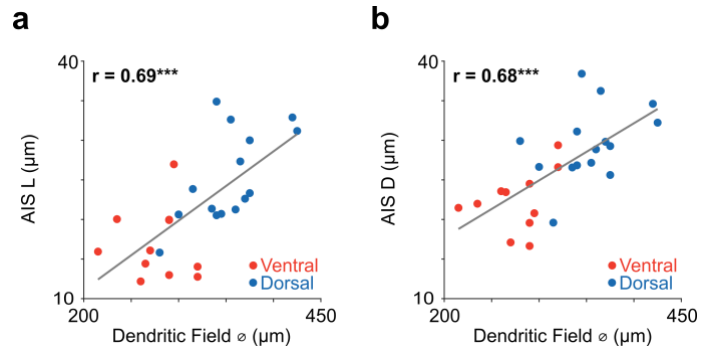 a
40
r = 0.69***
AIS L (μm)
Ventral
Dorsal
10
200
450
Dendritic Field ⌀ (μm)
b
40
r = 0.68***
AIS D (μm)
Ventral
Dorsal
10
200
450
Dendritic Field ⌀ (μm)